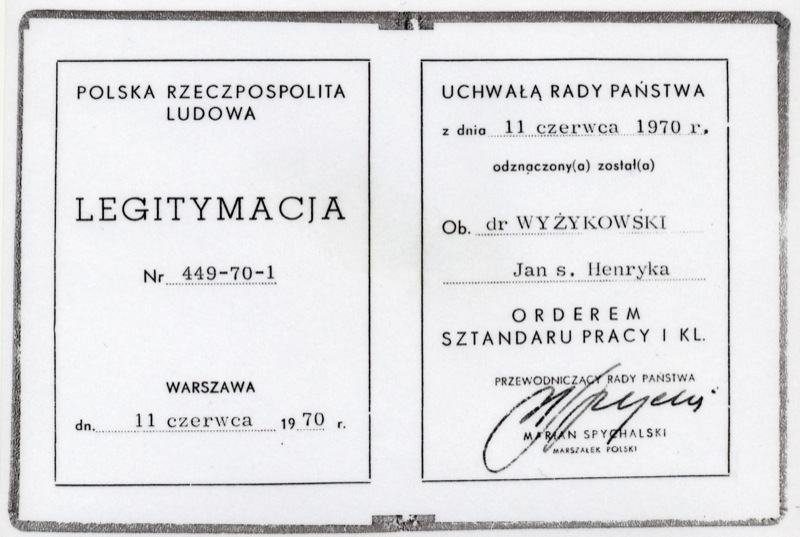 POLSKA RZECZPOSPOLITA
LUDOWA
LEGITYMACJA
Nr 449-70-1
WARSZAWA
dn. 11 czerwca 1970 r.
UCHWAŁĄ RADY PAŃSTWA
z dnia 11 czerwca 1970 r.
odznaczony(a) został(a)
Ob. dr WYŻYKOWSKI
Jan s. Henryka
ORDEREM
SZTANDARU PRACY I KL.
PRZEWODNICZĄCY RADY PAŃSTWA
MARIAN SPYCHALSKI
MARSZAŁEK POLSKI